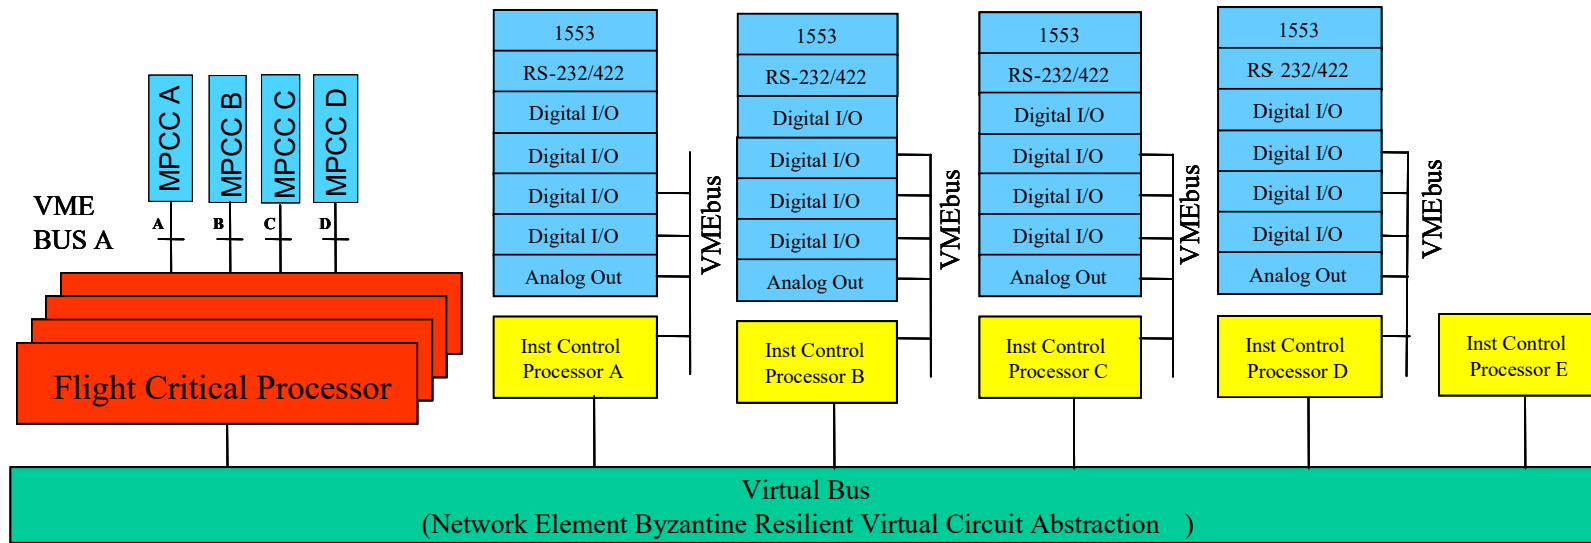 MPCC A
MPCC B
MPCC C
MPCC D
VME
BUS A
A
B
C
D
Flight Critical Processor
1553
RS-232/422
Digital I/O
Digital I/O
Digital I/O
Digital I/O
Analog Out
VMEbus
Inst Control
Processor A
1553
RS-232/422
Digital I/O
Digital I/O
Digital I/O
Digital I/O
Analog Out
VMEbus
Inst Control
Processor B
1553
RS-232/422
Digital I/O
Digital I/O
Digital I/O
Digital I/O
Analog Out
VMEbus
Inst Control
Processor C
1553
RS- 232/422
Digital I/O
Digital I/O
Digital I/O
Digital I/O
Analog Out
VMEbus
Inst Control
Processor D
Inst Control
Processor E
Virtual Bus
(Network Element Byzantine Resilient Virtual Circuit Abstraction )